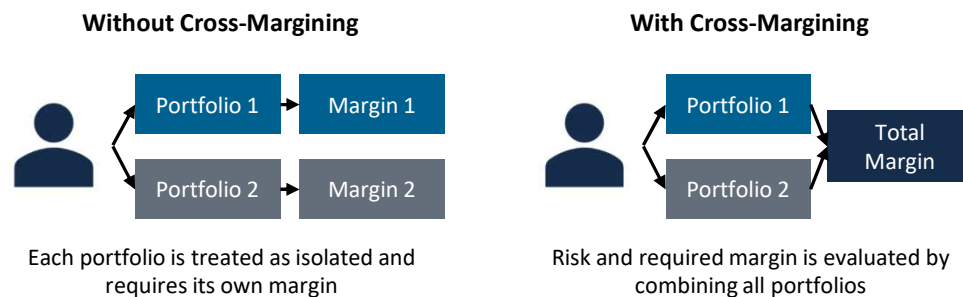 Without Cross-Margining
Portfolio 1
Margin 1
Portfolio 2
Margin 2
Each portfolio is treated as isolated and
requires its own margin
With Cross-Margining
Portfolio 1
Portfolio 2
Total
Margin
Risk and required margin is evaluated by
combining all portfolios